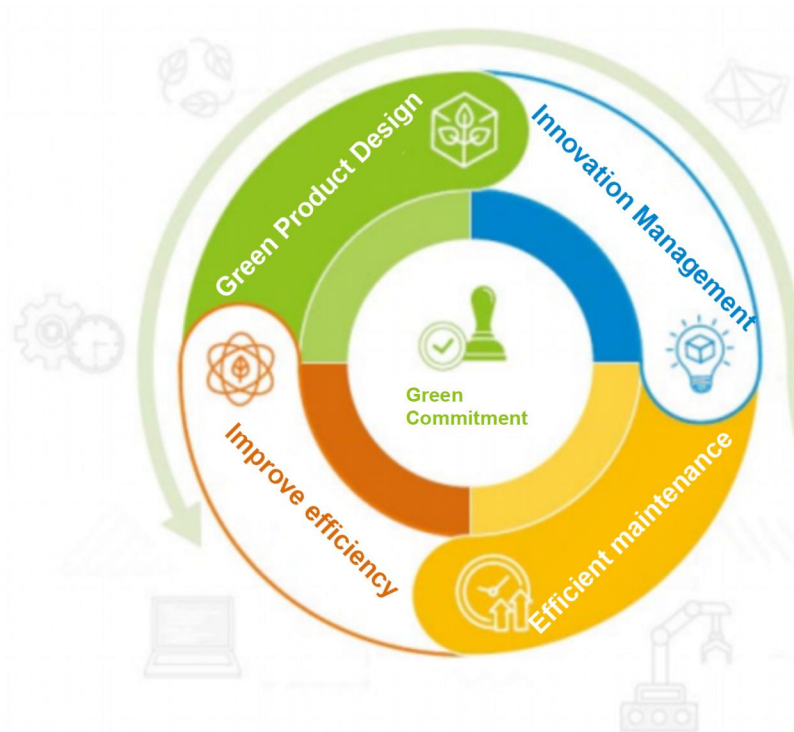 Green Product Design
Innovation Management
Green
Commitment
Improve efficiency
Efficient maintenance